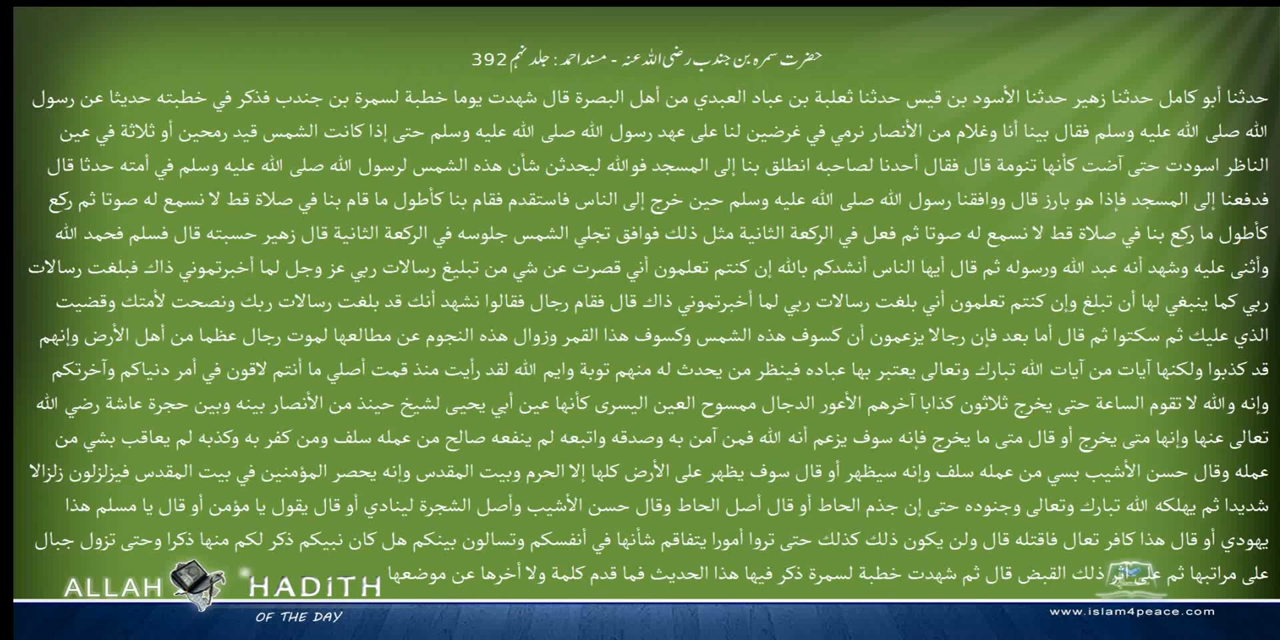 حضرت سمرہ بن جندب رضی اللہ عنہ - مسند احمد : جلد نہم 392
حدثنا أبو كامل حدثنا زهير حدثنا الأسود بن قيس حدثنا ثعلبة بن عباد العبدي من أهل البصرة قال شهدت يوما خطبة لسمرة بن جندب فذكر في خطبته حديثا عن رسول
الله صلى الله عليه وسلم فقال بينا أنا وغلام من الأنصار نرمي في غرضين لنا على عهد رسول الله صلى الله عليه وسلم حتى إذا كانت الشمس قيد رمحين أو ثلاثة في عين
الناظر اسودت حتى آضت كأنها تنومة قال فقال أحدنا لصاحبه انطلق بنا إلى المسجد فوالله ليحدثن شأن هذه الشمس لرسول الله صلى الله عليه وسلم في أمته حدثا قال
فدفعنا إلى المسجد فإذا هو بارز قال ووافقنا رسول الله صلى الله عليه وسلم حين خرج إلى الناس فاستقدم فقام بنا كأطول ما قام بنا في صلاة قط لا نسمع له صوتا ثم ركع
كأطول ما ركع بنا في صلاة قط لا نسمع له صوتا ثم فعل في الركعة الثانية مثل ذلك فوافق تجلي الشمس جلوسه في الركعة الثانية قال زهير حسبته قال فسلم فحمد الله
وأثنى عليه وشهد أنه عبد الله ورسوله ثم قال أيها الناس أنشدكم بالله إن كنتم تعلمون أني قصرت عن شي من تبليغ رسالات ربي عز وجل لما أخبرتموني ذاك فبلغت رسالات
ربي كما ينبغي لها أن تبلغ وإن كنتم تعلمون أني بلغت رسالات ربي لما أخبرتموني ذاك قال فقام رجال فقالوا نشهد أنك قد بلغت رسالات ربك ونصحت لأمتك وقضيت
الذي عليك ثم سكتوا ثم قال أما بعد فإن رجالا يزعمون أن كسوف هذه الشمس وكسوف هذا القمر وزوال هذه النجوم عن مطالعها لموت رجال عظما من أهل الأرض وإنهم
قد كذبوا ولكنها آيات من آيات الله تبارك وتعالى يعتبر بها عباده فينظر من يحدث له منهم توبة وايم الله لقد رأيت منذ قمت أصلي ما أنتم لاقون في أمر دنياكم وآخرتكم
وإنه والله لا تقوم الساعة حتى يخرج ثلاثون كذابا آخرهم الأعور الدجال ممسوح العين اليسرى كأنها عين أبي يحيى لشيخ حينذ من الأنصار بينه وبين حجرة عاشة رضي الله
تعالى عنها وإنها متى يخرج أو قال متى ما يخرج فإنه سوف يزعم أنه الله فمن آمن به وصدقه واتبعه لم ينفعه صالح من عمله سلف ومن كفر به وكذبه لم يعاقب بشي من
عمله وقال حسن الأشيب بسي من عمله سلف وإنه سيظهر أو قال سوف يظهر على الأرض كلها إلا الحرم وبيت المقدس وإنه يحصر المؤمنين في بيت المقدس فيزلزلون زلزالا
شديدا ثم يهلكه الله تبارك وتعالى وجنوده حتى إن جذم الحاط أو قال أصل الحاط وقال حسن الأشيب وأصل الشجرة لينادي أو قال يقول يا مؤمن أو قال يا مسلم هذا
يهودي أو قال هذا كافر تعال فاقتله قال ولن يكون ذلك كذلك حتى تروا أمورا يتفاقم شأنها في أنفسكم وتسالون بينكم هل كان نبيكم ذكر لكم منها ذكرا وحتى تزول جبال
على مراتبها ثم على أثر ذلك القبض قال ثم شهدت خطبة لسمرة ذكر فيها هذا الحديث فما قدم كلمة ولا أخرها عن موضعها
ALLAH HADITH
OF THE DAY
www.islam4peace.com